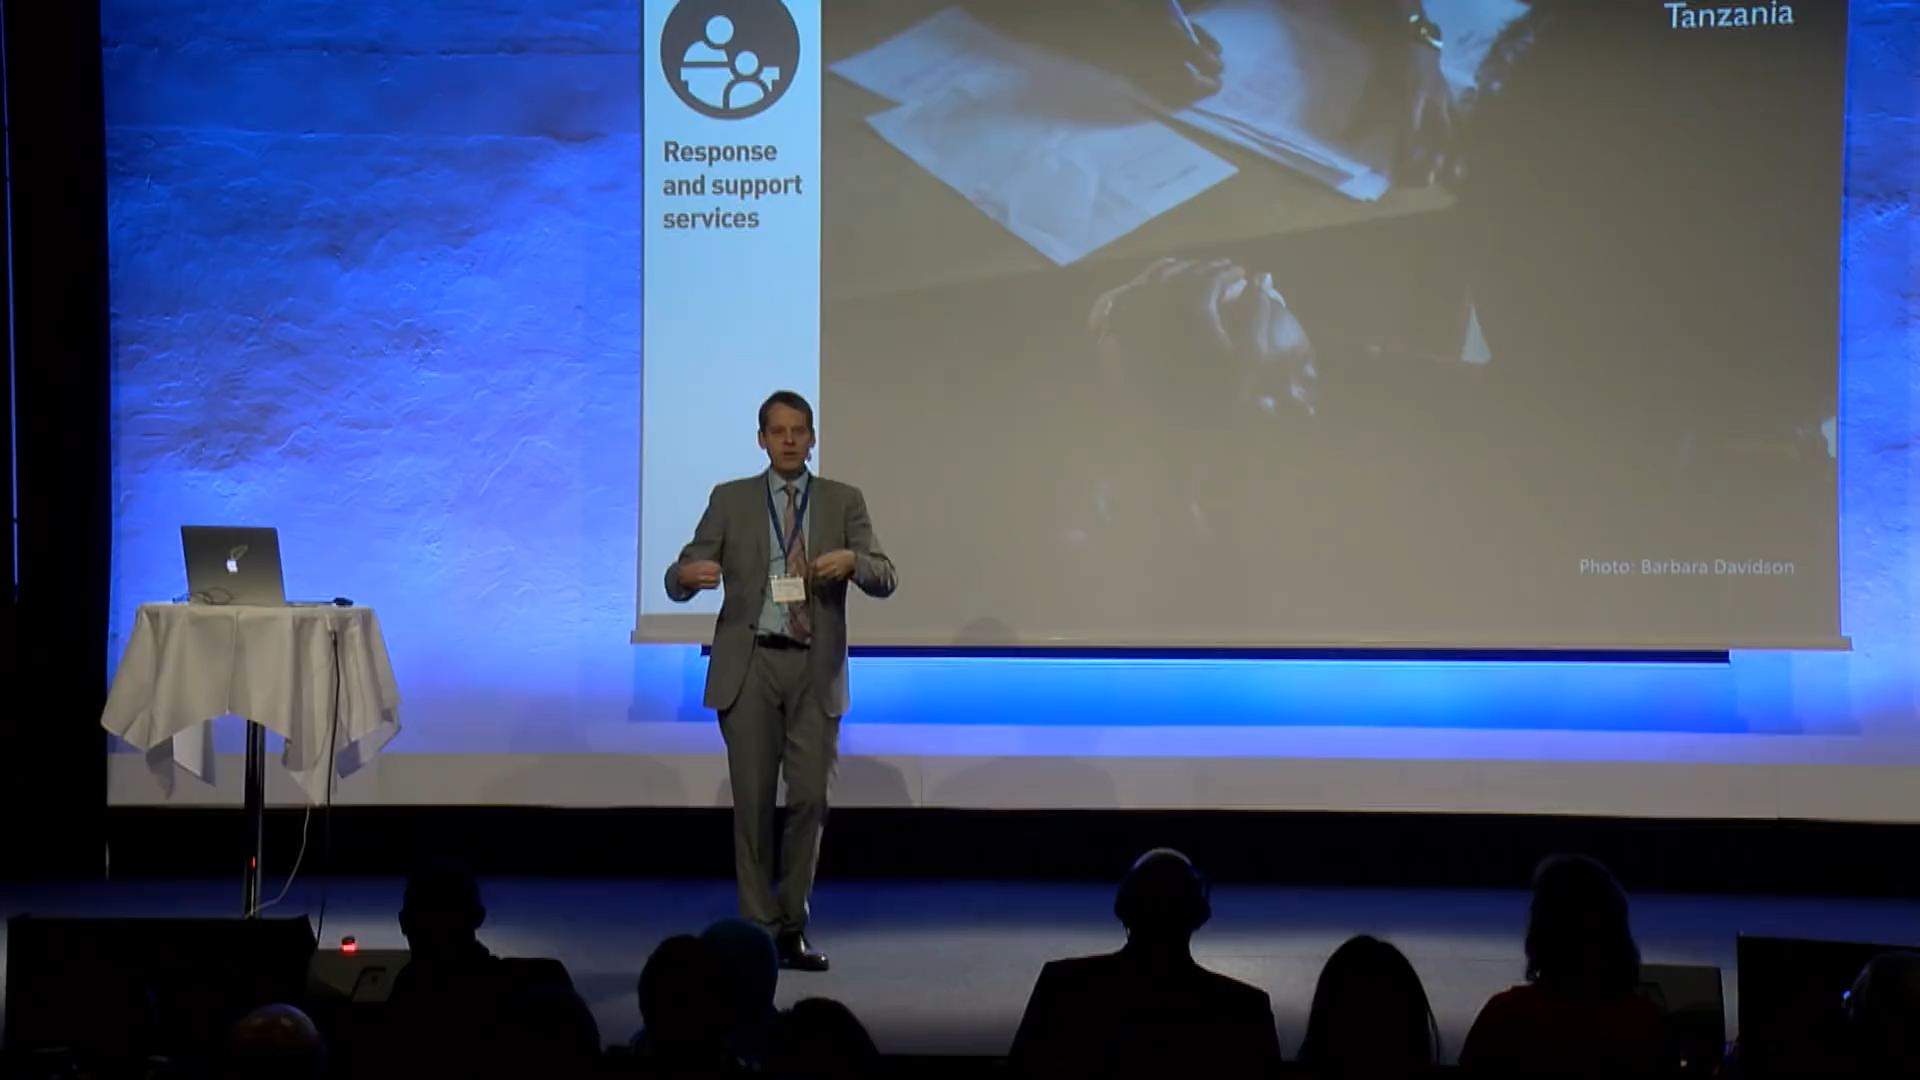 Tanzania
Response
and support
services
Photo: Barbara Davidson